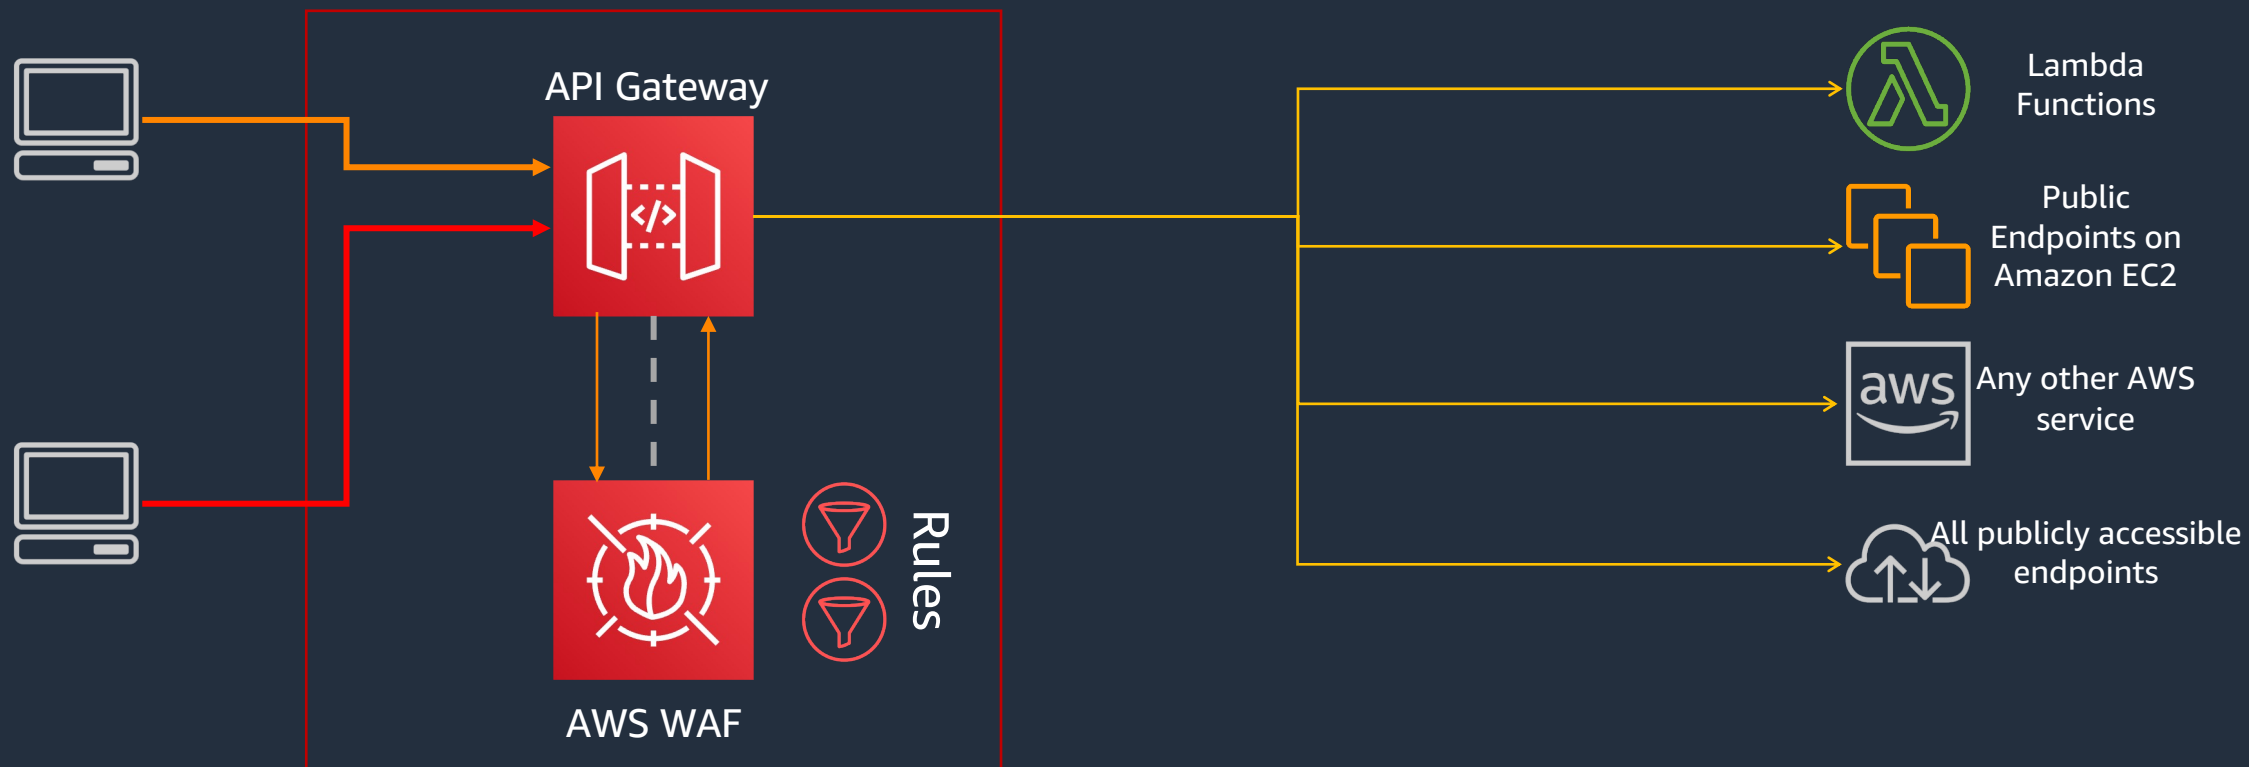 API Gateway
</>
AWS WAF
Rules
Lambda
Functions
Public
Endpoints on
Amazon EC2
aws
Any other AWS
service
All publicly accessible
endpoints